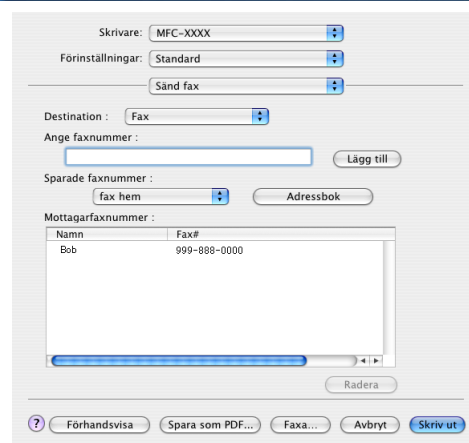 Skrivare: MFC-XXXX
Förinställningar: Standard
Sänd fax
Destination : Fax
Ange faxnummer :
Lägg till
Sparade faxnummer :
fax hem Adressbok
Mottagarfaxnummer :
Namn Fax#
Bob 999-888-0000
Radera
? Förhandsvisa Spara som PDF... Faxa... Avbryt Skriv ut